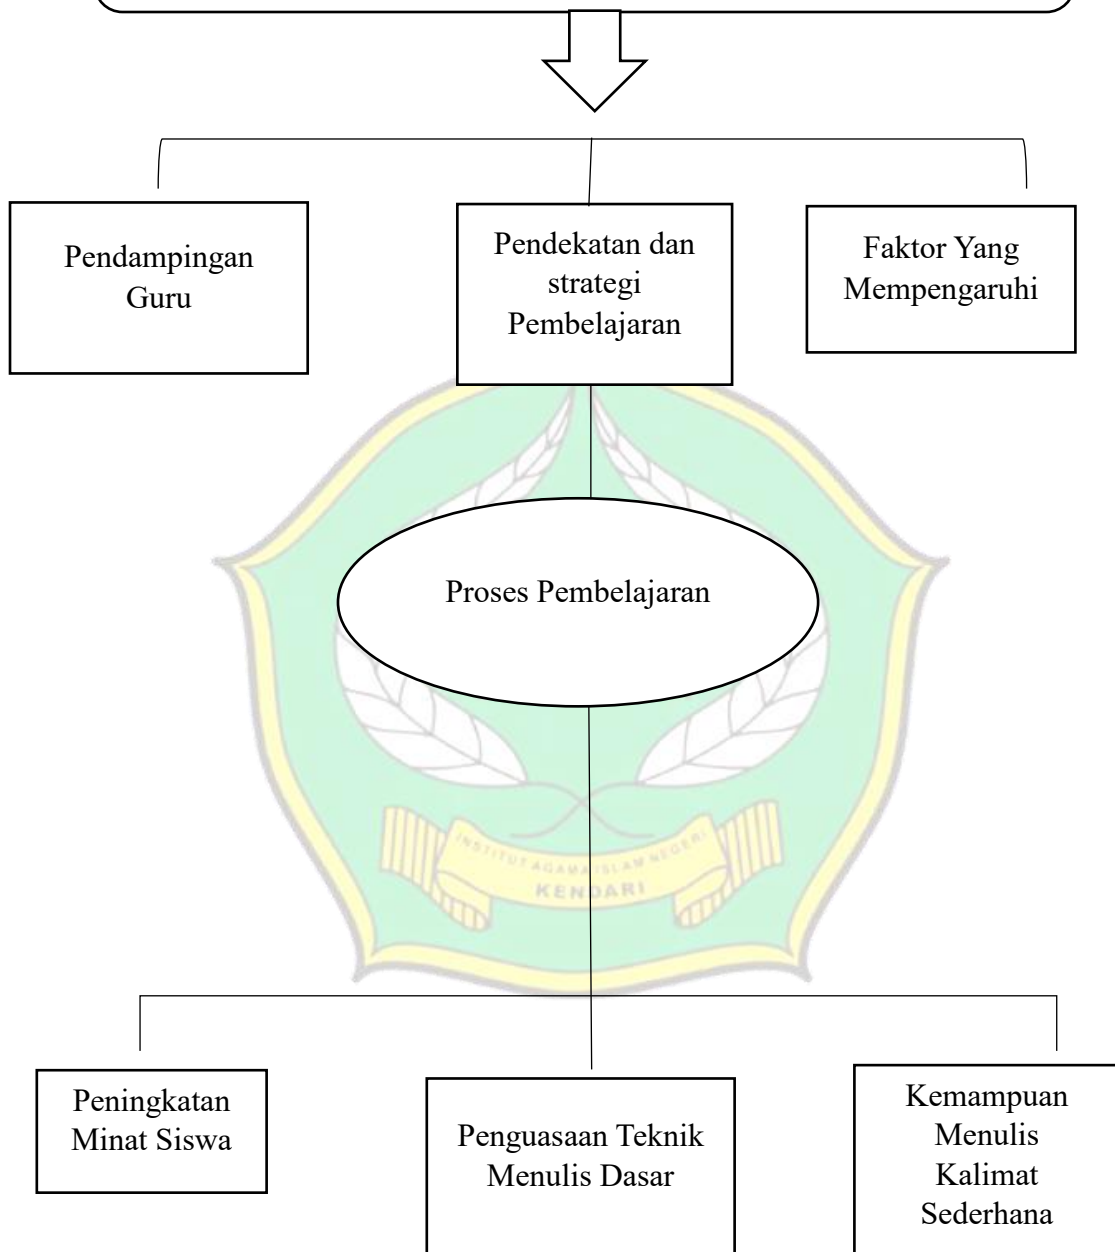 Pendampingan
Guru
Pendekatan dan
strategi
Pembelajaran
Faktor Yang
Mempengaruhi
Proses Pembelajaran
INSTITUT AGAMA ISLAM NEGERI
KENDARI
Peningkatan
Minat Siswa
Penguasaan Teknik
Menulis Dasar
Kemampuan
Menulis
Kalimat
Sederhana